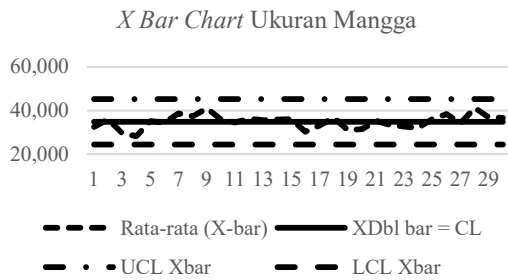 X Bar Chart Ukuran Mangga
60,000
40,000
20,000
1 3 5 7 9 11 13 15 17 19 21 23 25 27 29
Rata-rata (X-bar) XDbl bar = CL
UCL Xbar LCL Xbar